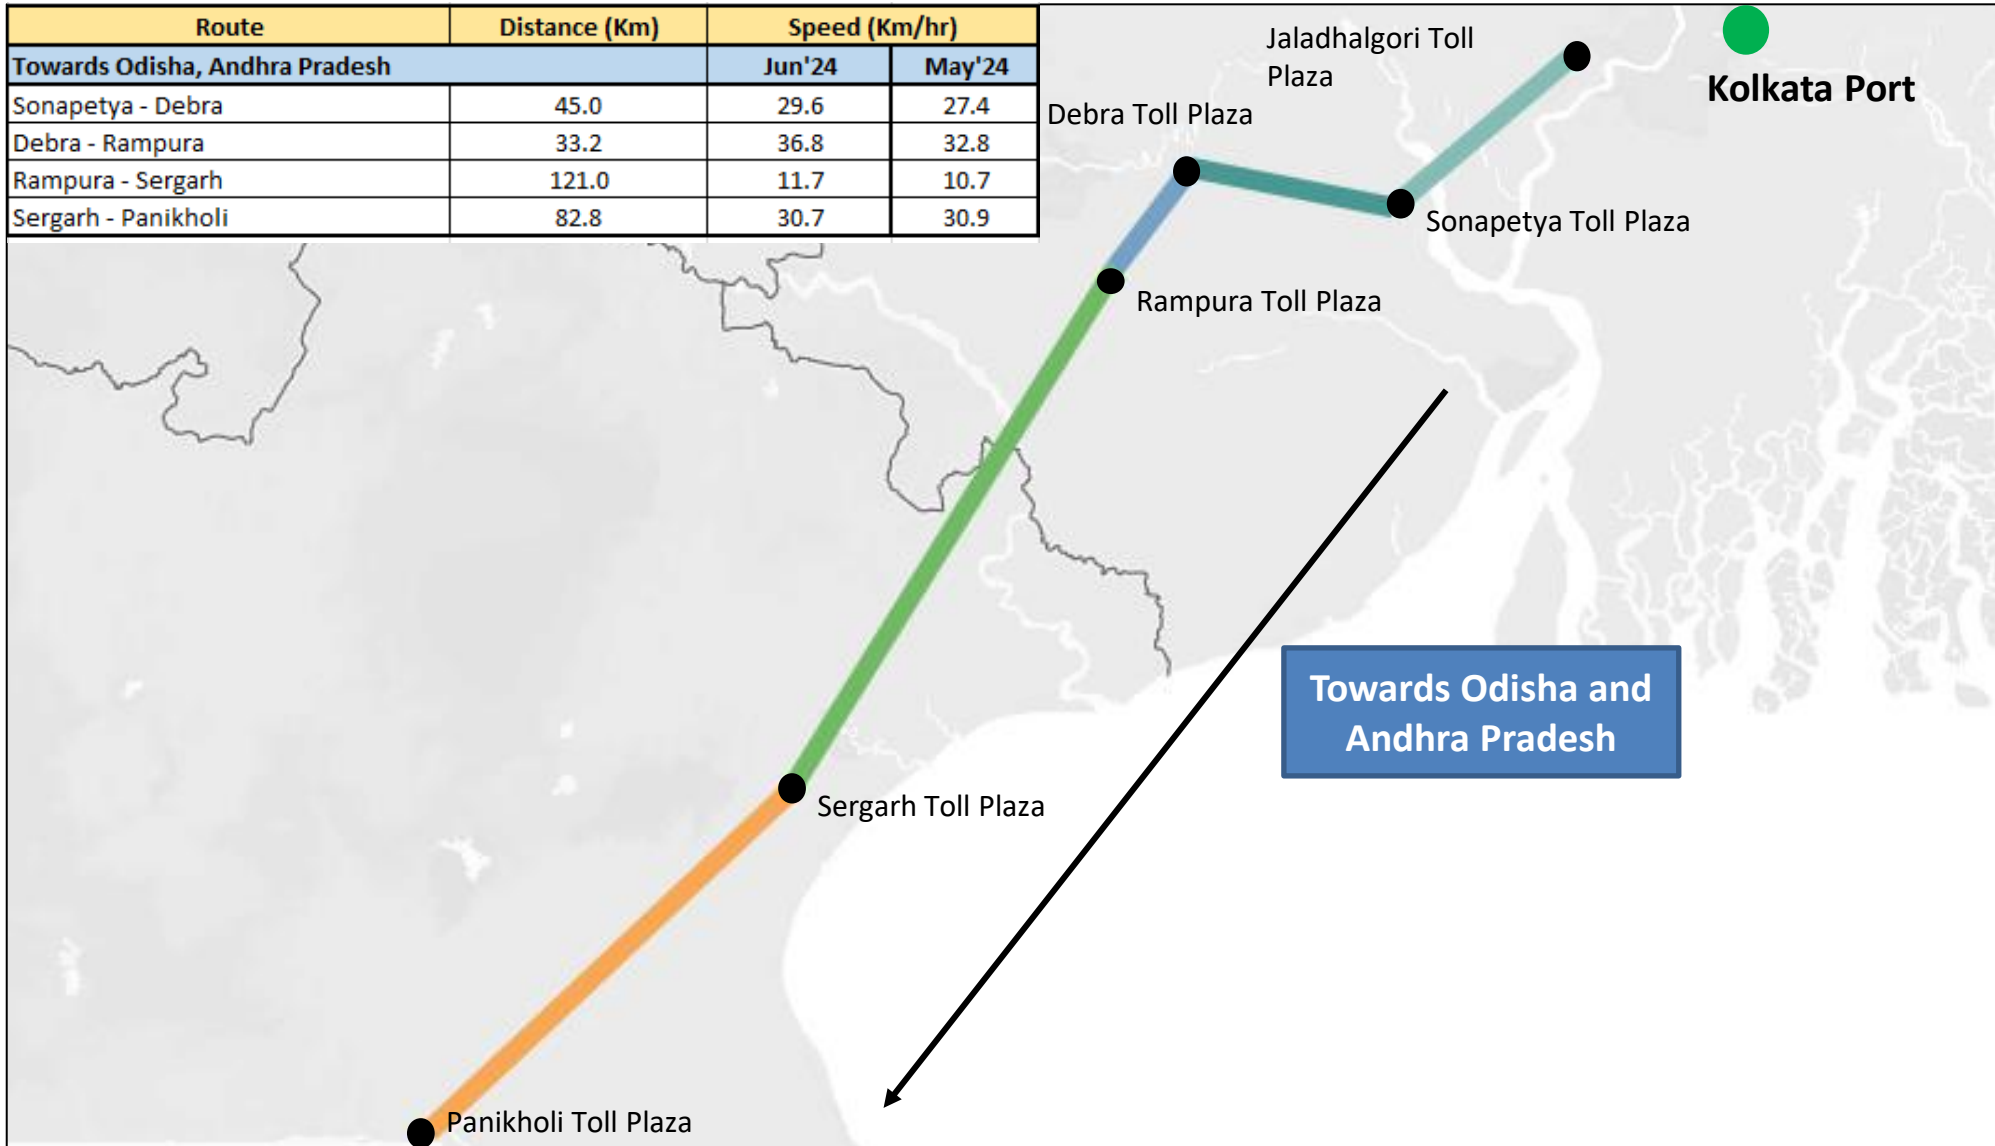 Route Distance (Km) Speed (Km/hr)
Towards Odisha, Andhra Pradesh Jun'24 May'24
Sonapetya - Debra 45.0 29.6 27.4
Debra - Rampura 33.2 36.8 32.8
Rampura - Sergarh 121.0 11.7 10.7
Sergarh - Panikholi 82.8 30.7 30.9
Jaladhalgori Toll
Plaza
Kolkata Port
Debra Toll Plaza
Sonapetya Toll Plaza
Rampura Toll Plaza
Towards Odisha and
Andhra Pradesh
Sergarh Toll Plaza
Panikholi Toll Plaza